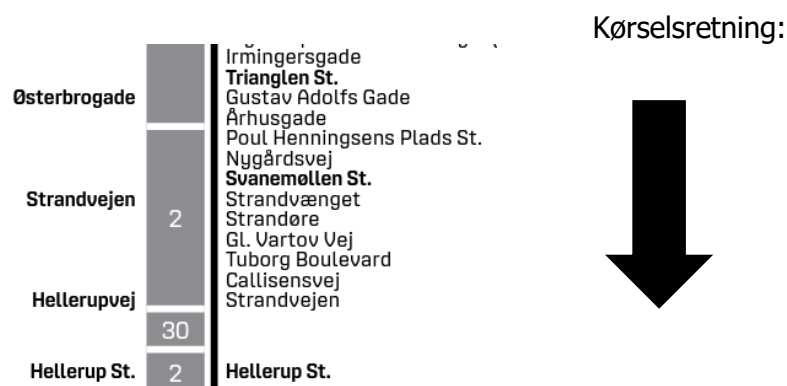 Kørselsretning:
Irmingersgade
Trianglen St.
Østerbrogade
Gustav Adolfs Gade
Århusgade
Poul Henningsens Plads St.
Nygårdsvej
Svanemøllen St.
Strandvejen
Strandvænget
2
Strandøre
Gl. Vartov Vej
Tuborg Boulevard
Callisensvej
Hellerupvej
Strandvejen
30
Hellerup St.
2
Hellerup St.